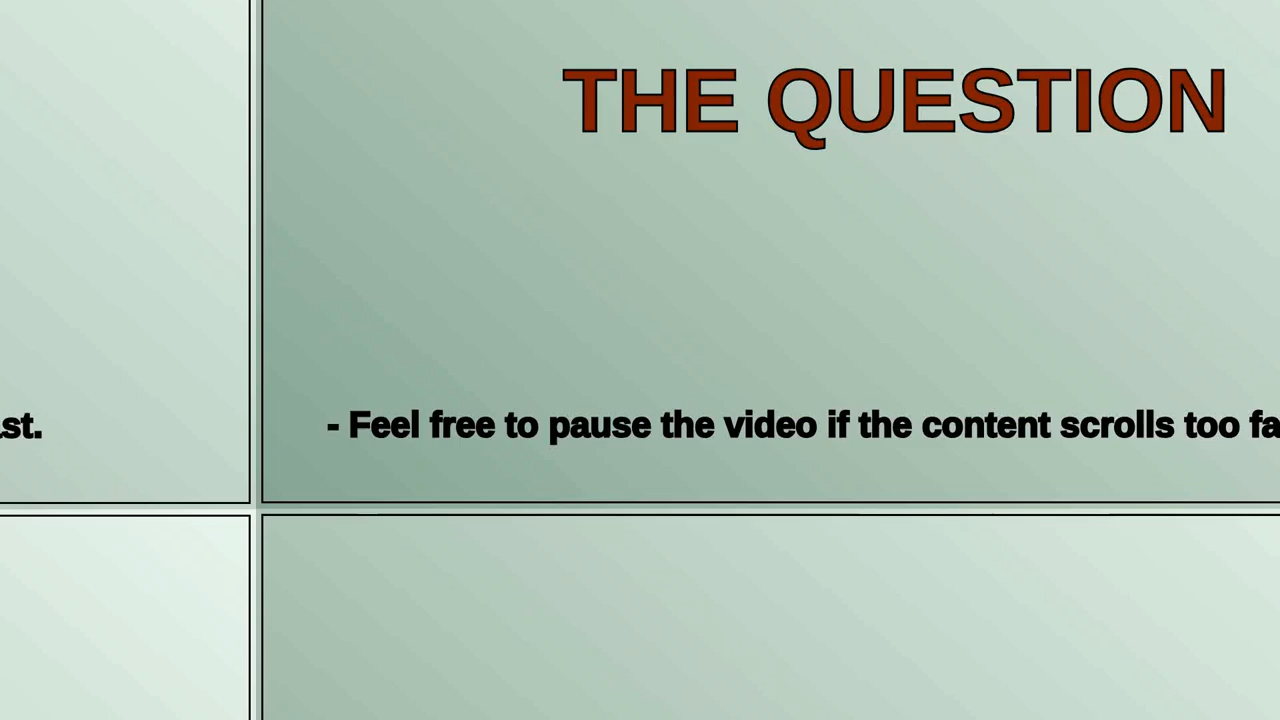 THE QUESTION
st.
- Feel free to pause the video if the content scrolls too fa